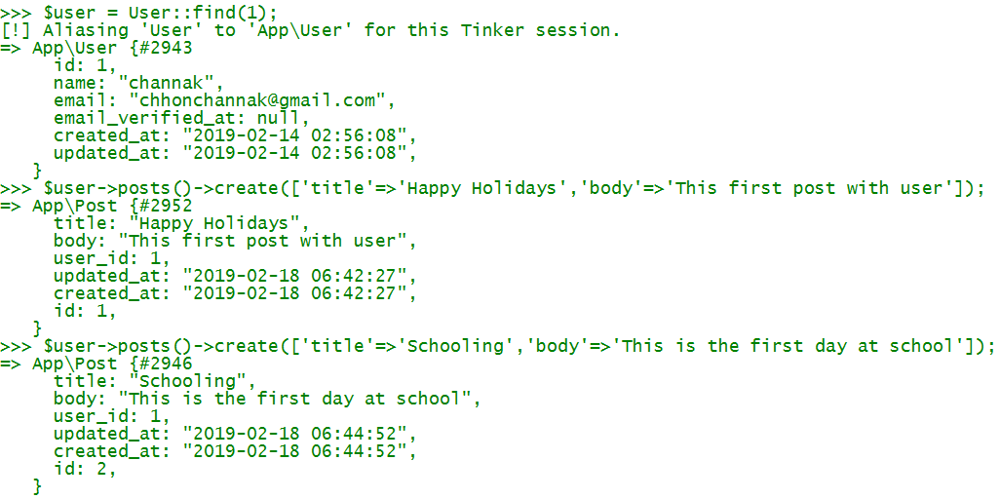 >>> $user = User::find(1);
[!] Aliasing 'User' to 'App\User' for this Tinker session.
=> App\User {#2943
     id: 1,
     name: "channak",
     email: "chhonchannak@gmail.com",
     email_verified_at: null,
     created_at: "2019-02-14 02:56:08",
     updated_at: "2019-02-14 02:56:08",
   }
>>> $user->posts()->create(['title'=>'Happy Holidays','body'=>'This first post with user']);
=> App\Post {#2952
     title: "Happy Holidays",
     body: "This first post with user",
     user_id: 1,
     updated_at: "2019-02-18 06:42:27",
     created_at: "2019-02-18 06:42:27",
     id: 1,
   }
>>> $user->posts()->create(['title'=>'Schooling','body'=>'This is the first day at school']);
=> App\Post {#2946
     title: "Schooling",
     body: "This is the first day at school",
     user_id: 1,
     updated_at: "2019-02-18 06:44:52",
     created_at: "2019-02-18 06:44:52",
     id: 2,
   }